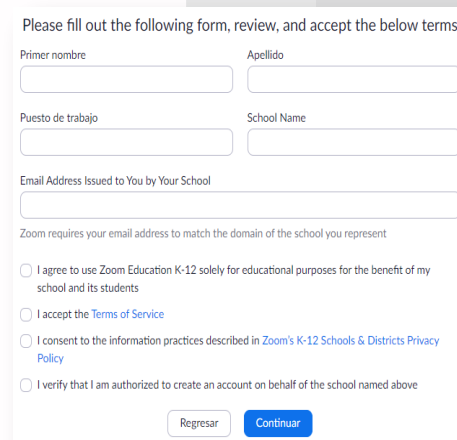 Please fill out the following form, review, and accept the below terms
Primer nombre Apellido
Puesto de trabajo School Name
Email Address Issued to You by Your School
Zoom requires your email address to match the domain of the school you represent
I agree to use Zoom Education K-12 solely for educational purposes for the benefit of my
school and its students
I accept the Terms of Service
I consent to the information practices described in Zoom's K-12 Schools & Districts Privacy
Policy
I verify that I am authorized to create an account on behalf of the school named above
Regresar Continuar